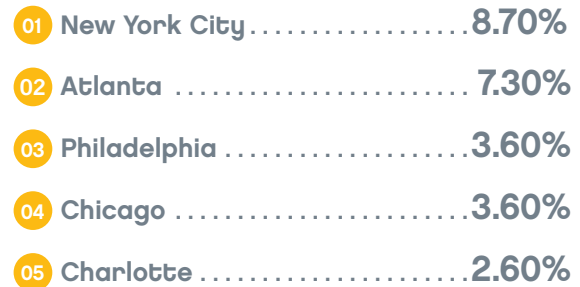 01 New York City . . . . . . . . . . . . . . . . . . 8.70%
02 Atlanta . . . . . . . . . . . . . . . . . . . . . . . . 7.30%
03 Philadelphia . . . . . . . . . . . . . . . . . . . . 3.60%
04 Chicago . . . . . . . . . . . . . . . . . . . . . . . . 3.60%
05 Charlotte . . . . . . . . . . . . . . . . . . . . . . 2.60%